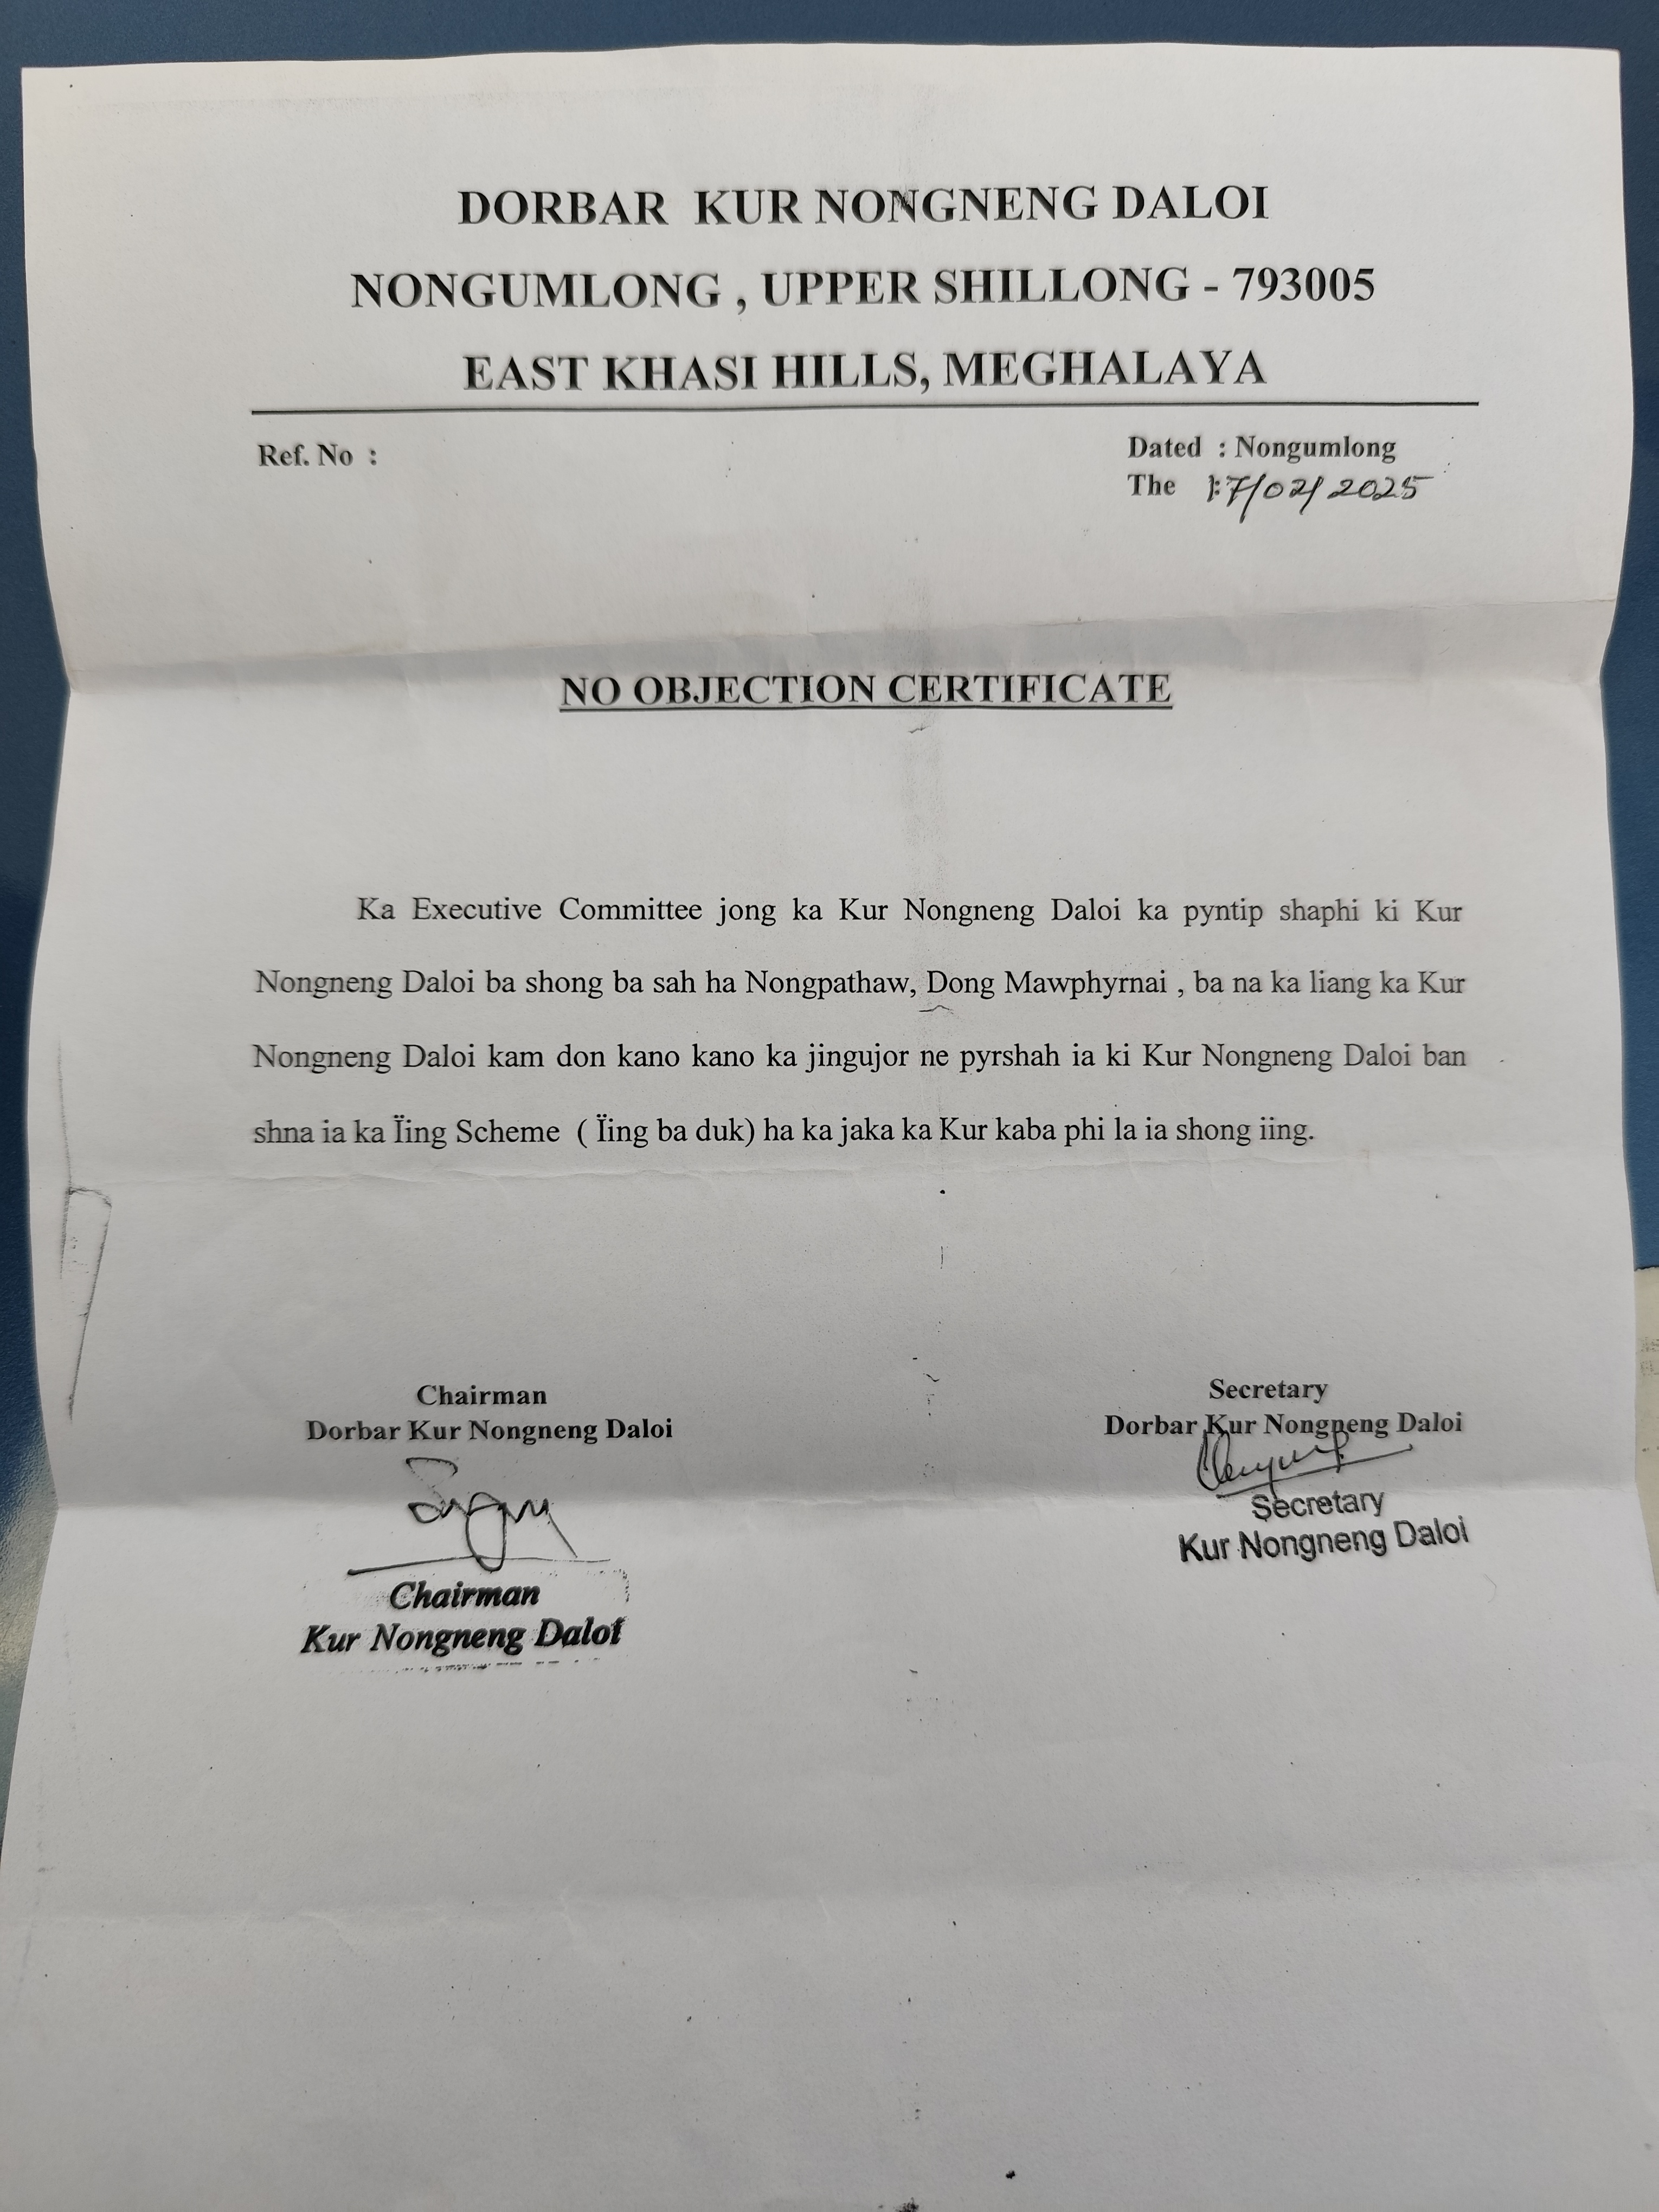 DORBAR KUR NONGNENG DALOI
NONGUMLONG , UPPER SHILLONG - 793005
EAST KHASI HILLS, MEGHALAYA
Ref. No :
Dated : Nongumlong
The : 17/02/2025
NO OBJECTION CERTIFICATE
Ka Executive Committee jong ka Kur Nongneng Daloi ka pyntip shaphi ki Kur
Nongneng Daloi ba shong ba sah ha Nongpathaw, Dong Mawphyrnai , ba na ka liang ka Kur
Nongneng Daloi kam don kano kano ka jingujor ne pyrshah ia ki Kur Nongneng Daloi ban
shna ia ka Ïing Scheme ( Ïing ba duk) ha ka jaka ka Kur kaba phi la ia shong iing.
Chairman
Dorbar Kur Nongneng Daloi
Chairman
Kur Nongneng Daloi
Secretary
Dorbar Kur Nongneng Daloi
Secretary
Kur Nongneng Daloi